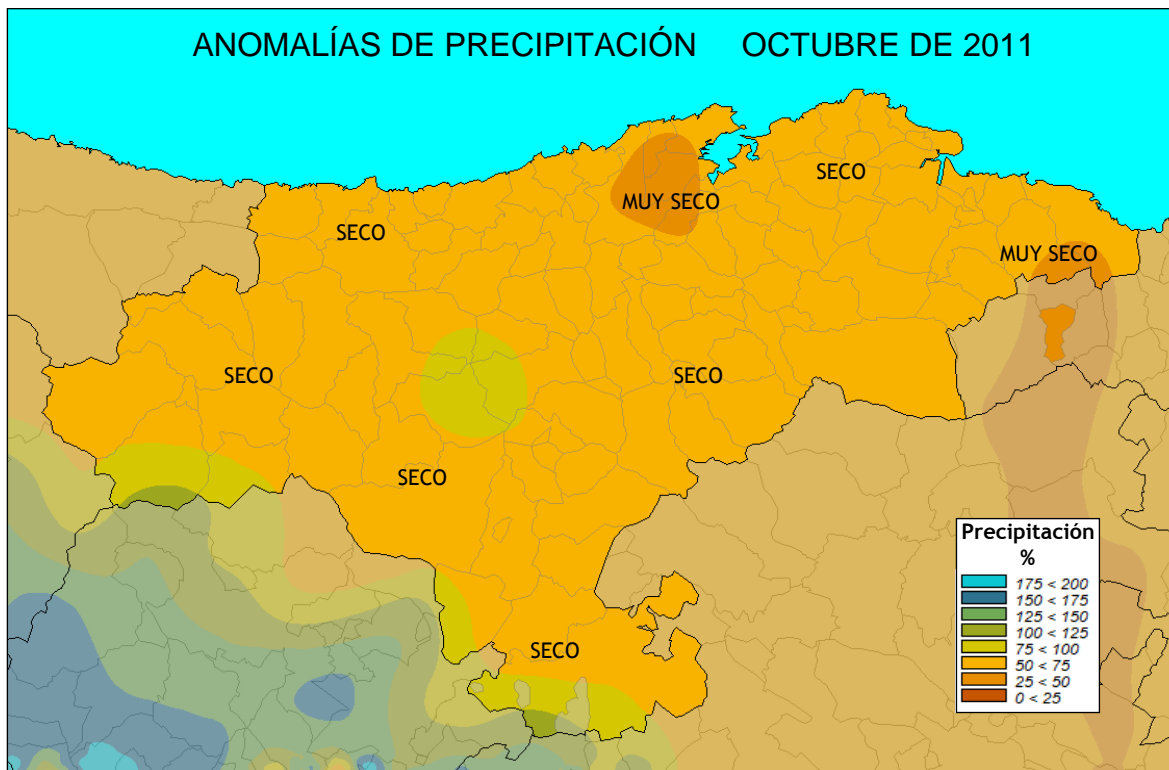 ANOMALÍAS DE PRECIPITACIÓN OCTUBRE DE 2011
SECO
MUY SECO
SECO
MUY SECO
SECO
SECO
SECO
SECO
Precipitación
%
175 < 200
150 < 175
125 < 150
100 < 125
75 < 100
50 < 75
25 < 50
0 < 25